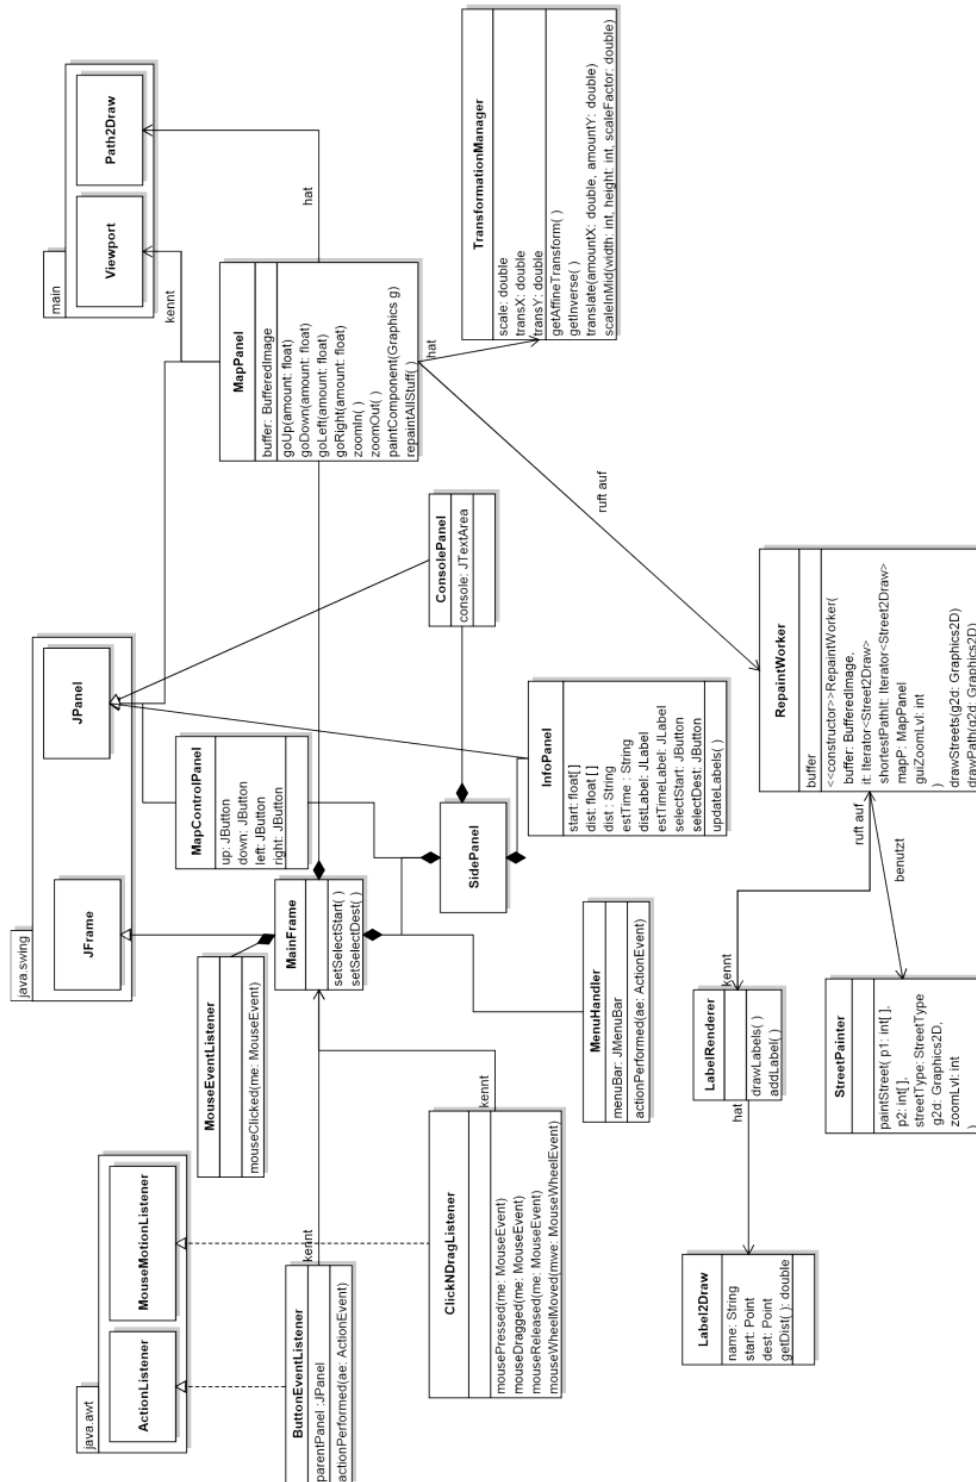 java.awt
ActionListener
MouseMotionListener
ButtonEventListener
parentPanel :JPanel
actionPerformed(ae: ActionEvent)
kennt
ClickNDragListener
mousePressed(me: MouseEvent)
mouseDragged(me: MouseEvent)
mouseReleased(me: MouseEvent)
mouseWheelMoved(mwe: MouseWheelEvent)
kennt
java.swing
JFrame
JPanel
MouseEventListener
mouseClicked(me: MouseEvent)
MainFrame
setSelectStart( )
setSelectDest( )
MapControlPanel
up: JButton
down: JButton
left: JButton
right: JButton
SidePanel
ConsolePanel
console: JTextArea
InfoPanel
start: float[ ]
dist: float [ ]
dist : String
estTime : String
distLabel: JLabel
estTimeLabel: JLabel
selectStart: JButton
selectDest: JButton
updateLabels( )
MenuHandler
menuBar: JMenuBar
actionPerformed(ae: ActionEvent)
main
Viewport
Path2Draw
kennt
hat
MapPanel
buffer: BufferedImage
goUp(amount: float)
goDown(amount: float)
goLeft(amount: float)
goRight(amount: float)
zoomIn( )
zoomOut( )
paintComponent(Graphics g)
repaintAllStuff( )
hat
TransformationManager
scale: double
transX: double
transY: double
getAffineTransform( )
getInverse( )
translate(amountX: double, amountY: double)
scaleInMid(width: int, height: int, scaleFactor: double)
ruft auf
RepaintWorker
buffer
<<constructor>>RepaintWorker(
buffer: BufferedImage,
it: Iterator<Street2Draw>
shortestPathIt: Iterator<Street2Draw>
mapP: MapPanel
guiZoomLvl: int
)
drawStreets(g2d: Graphics2D)
drawPath(g2d: Graphics2D)
ruft auf
benutzt
kennt
LabelRenderer
drawLabels( )
addLabel( )
hat
Label2Draw
name: String
start: Point
dest: Point
getDist( ): double
StreetPainter
paintStreet( p1: int[ ],
p2: int[ ],
streetType: StreetType
g2d: Graphics2D,
zoomLvl: int
)